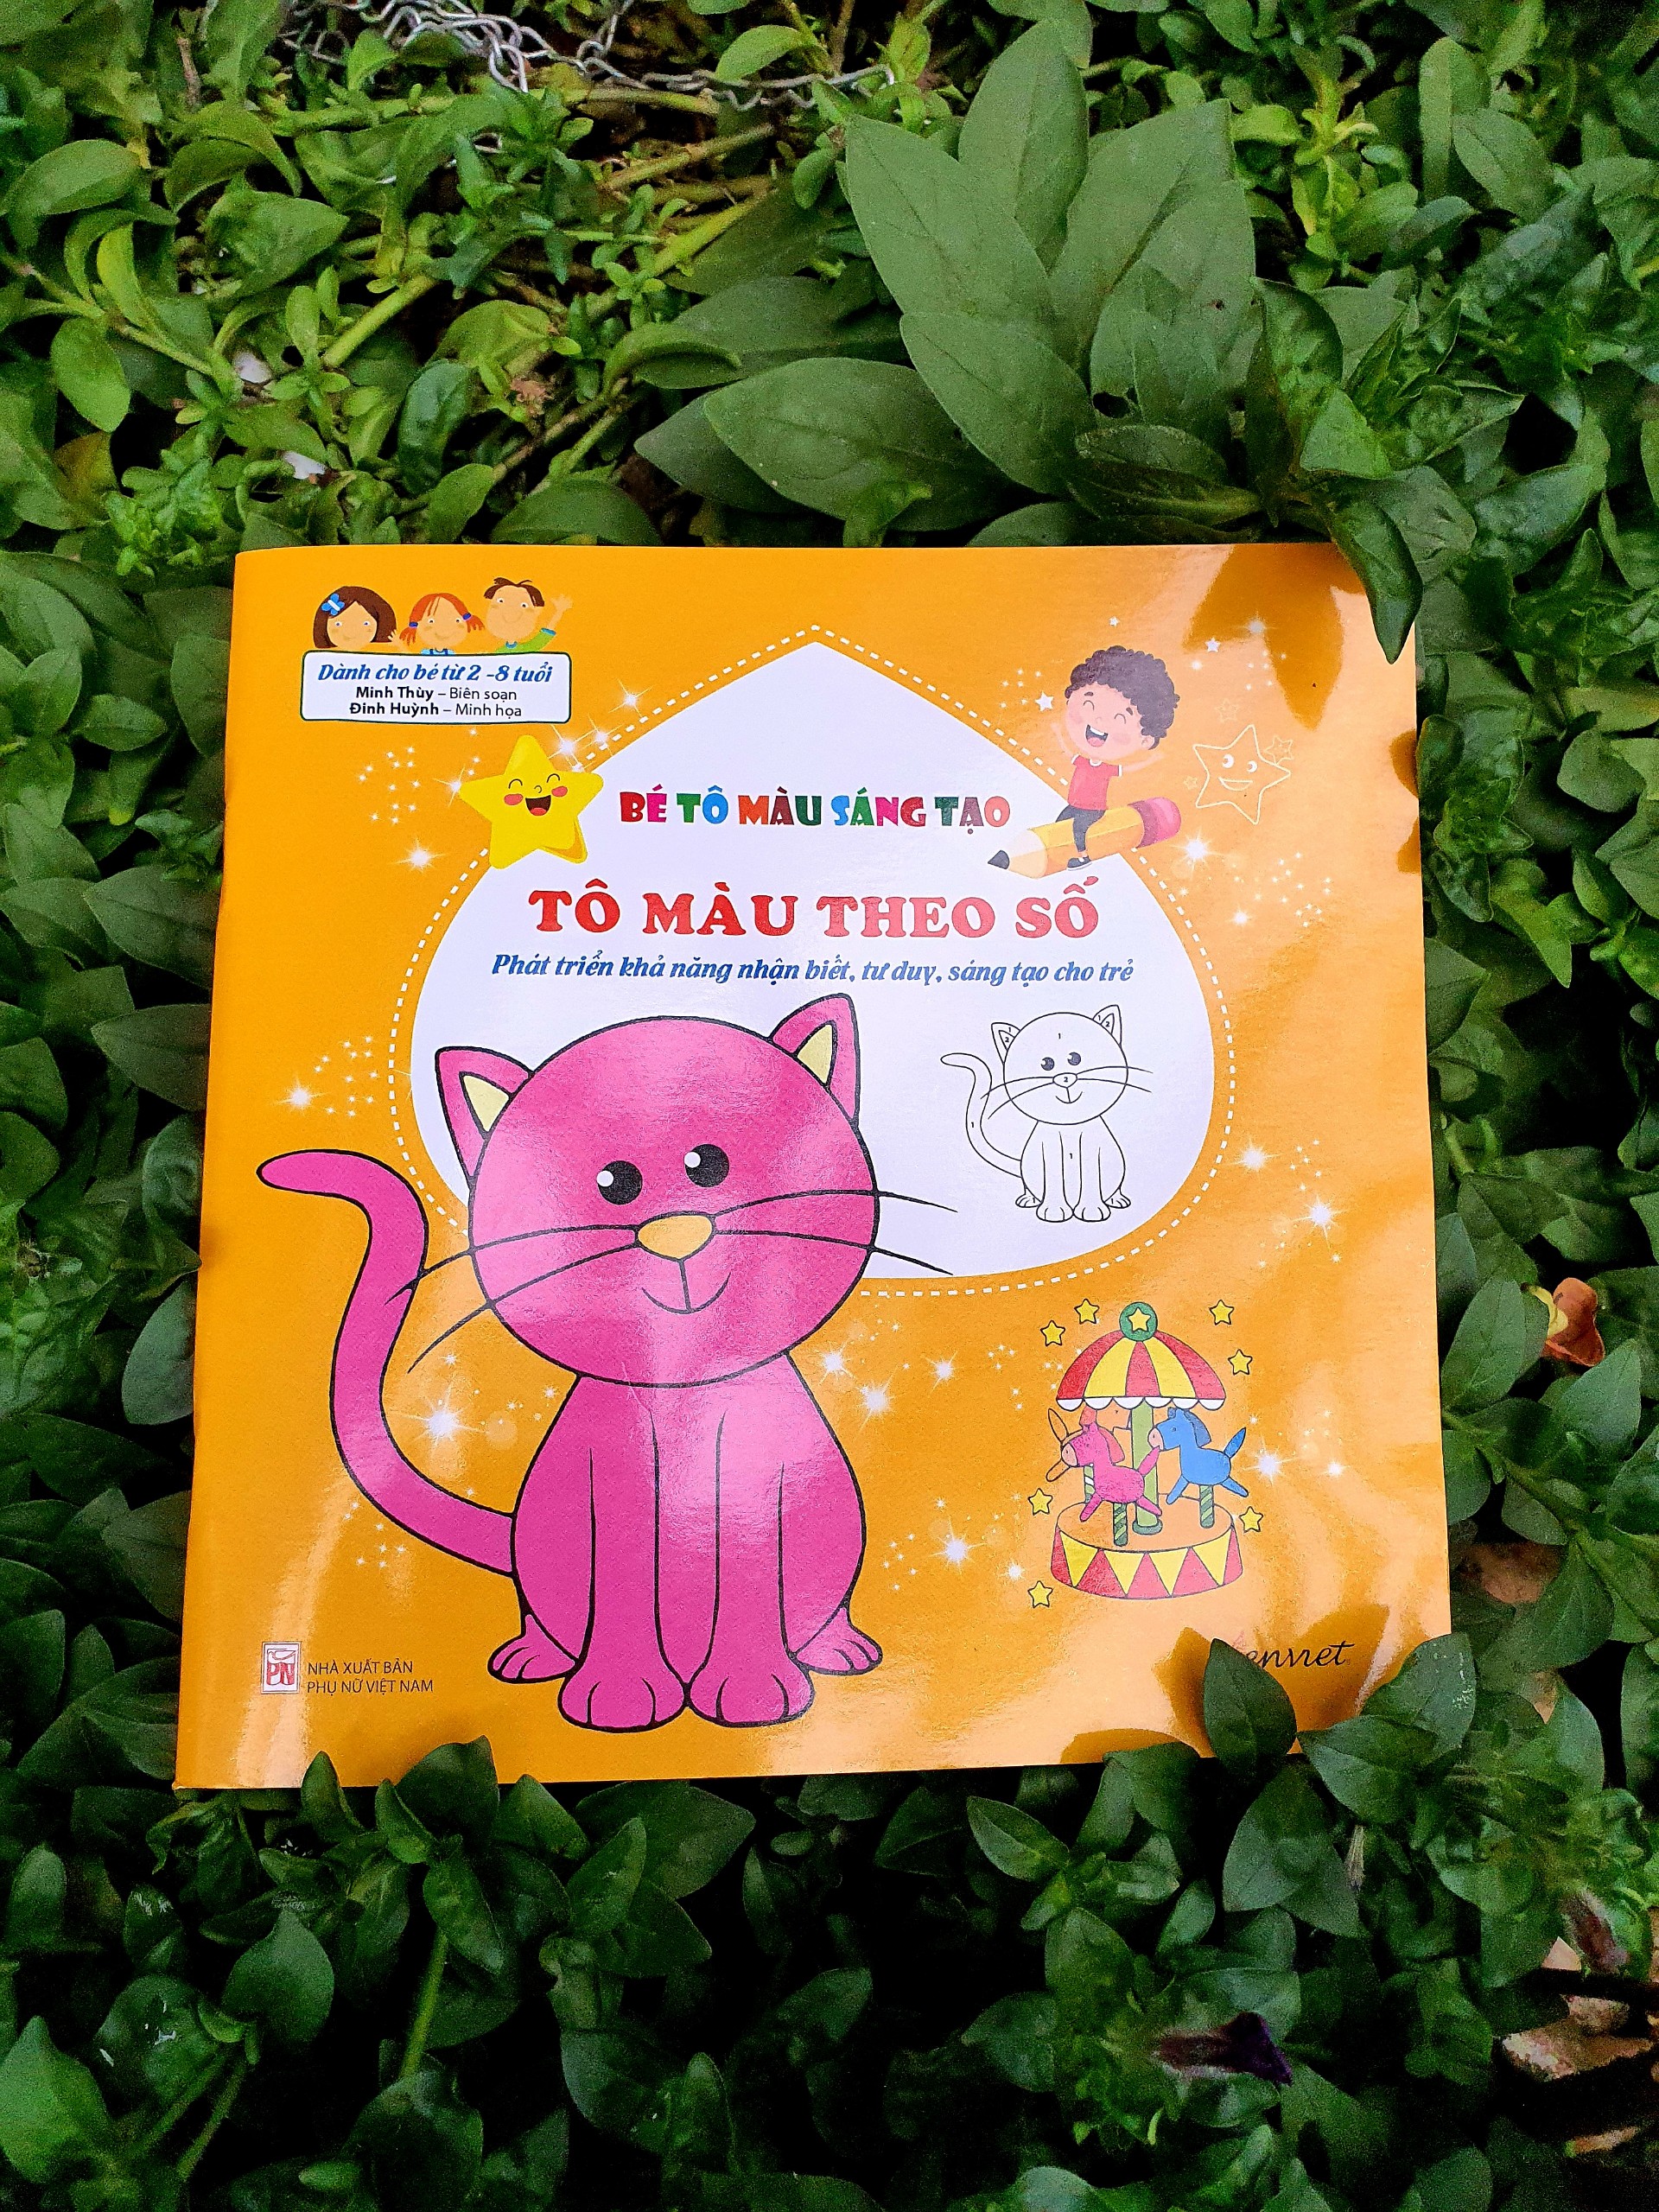 Dành cho bé từ 2 -8 tuổi
Minh Thùy – Biên soạn
Đinh Huỳnh – Minh họa
BÉ TÔ MÀU SÁNG TẠO
TÔ MÀU THEO SỐ
Phát triển khả năng nhận biết, tư duy, sáng tạo cho trẻ
PN
NHÀ XUẤT BẢN
PHỤ NỮ VIỆT NAM